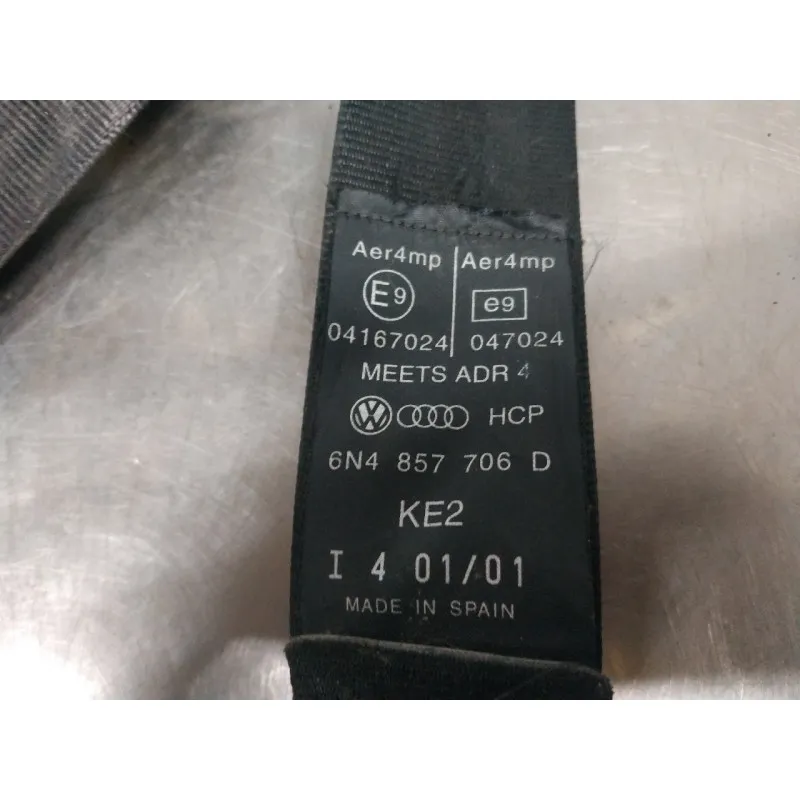 Aer4mp | Aer4mp
E9 e9
04167024 047024
MEETS ADR 4
VW HCP
6N4 857 706 D
KE2
I 4 01/01
MADE IN SPAIN